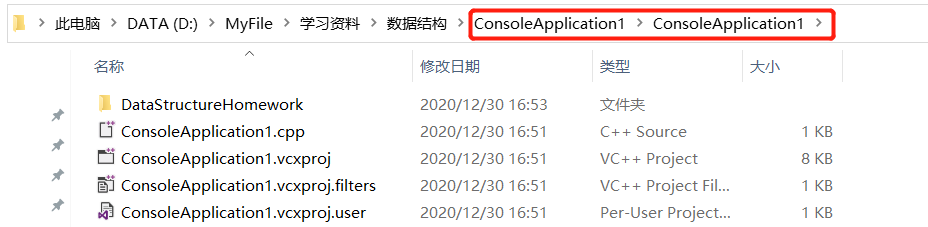 此电脑 DATA (D:) MyFile 学习资料 数据结构 ConsoleApplication1 ConsoleApplication1
名称 修改日期 类型 大小
DataStructureHomework 2020/12/30 16:53 文件夹
ConsoleApplication1.cpp 2020/12/30 16:51 C++ Source 1 KB
ConsoleApplication1.vcxproj 2020/12/30 16:51 VC++ Project 8 KB
ConsoleApplication1.vcxproj.filters 2020/12/30 16:51 VC++ Project Fil... 1 KB
ConsoleApplication1.vcxproj.user 2020/12/30 16:51 Per-User Project... 1 KB